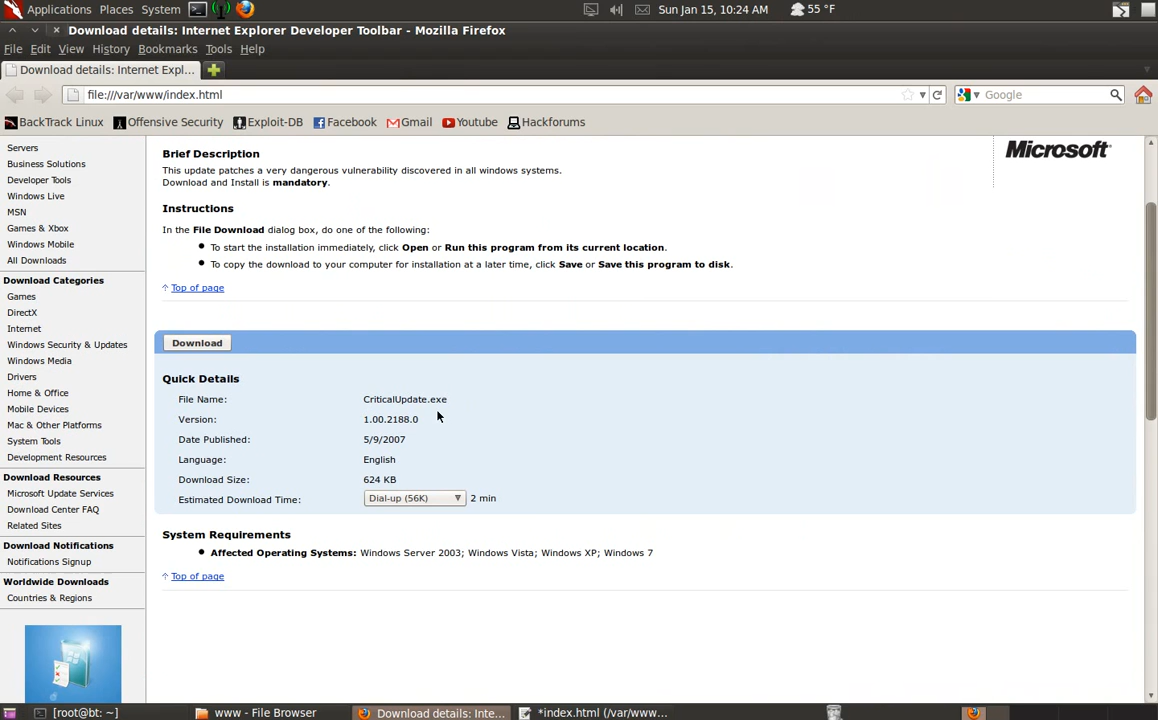 Applications Places System Sun Jan 15, 10:24 AM 55 °F
Download details: Internet Explorer Developer Toolbar - Mozilla Firefox
File Edit View History Bookmarks Tools Help
Download details: Internet Expl...
file:///var/www/index.html Google
BackTrack Linux Offensive Security Exploit-DB Facebook Gmail Youtube Hackforums
Servers
Business Solutions
Developer Tools
Windows Live
MSN
Games & Xbox
Windows Mobile
All Downloads
Download Categories
Games
DirectX
Internet
Windows Security & Updates
Windows Media
Drivers
Home & Office
Mobile Devices
Mac & Other Platforms
System Tools
Development Resources
Download Resources
Microsoft Update Services
Download Center FAQ
Related Sites
Download Notifications
Notifications Signup
Worldwide Downloads
Countries & Regions
Microsoft
Brief Description
This update patches a very dangerous vulnerability discovered in all windows systems.
Download and Install is mandatory.
Instructions
In the File Download dialog box, do one of the following:
To start the installation immediately, click Open or Run this program from its current location.
To copy the download to your computer for installation at a later time, click Save or Save this program to disk.
Top of page
Download
Quick Details
File Name: CriticalUpdate.exe
Version: 1.00.2188.0
Date Published: 5/9/2007
Language: English
Download Size: 624 KB
Estimated Download Time: Dial-up (56K) 2 min
System Requirements
Affected Operating Systems: Windows Server 2003; Windows Vista; Windows XP; Windows 7
Top of page
[root@bt: ~] www - File Browser Download details: Inte... *index.html (/var/www...